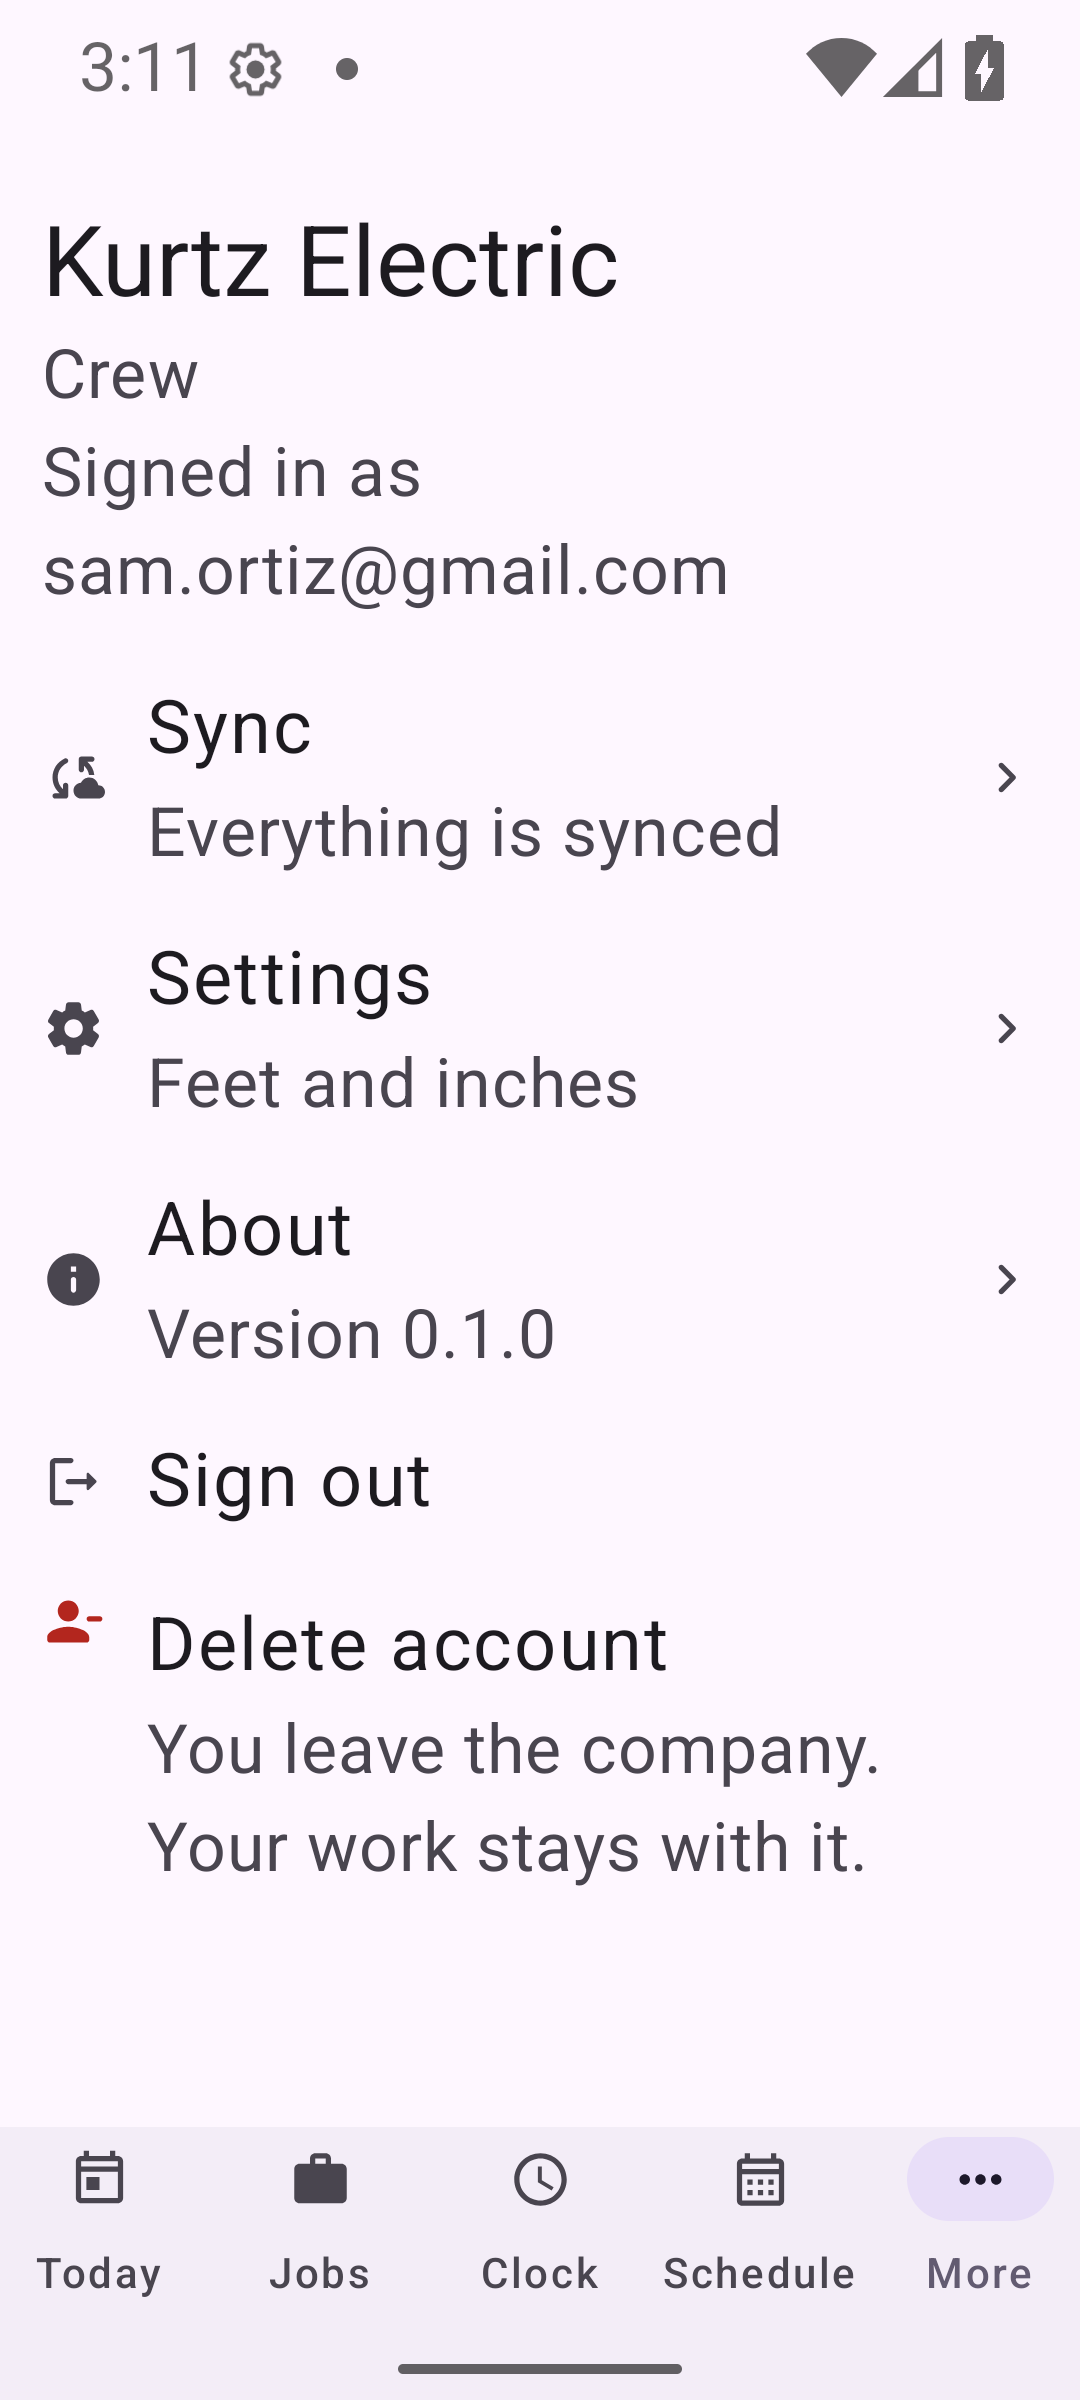 3:11
Kurtz Electric
Crew
Signed in as
sam.ortiz@gmail.com
Sync
Everything is synced
Settings
Feet and inches
About
Version 0.1.0
Sign out
Delete account
You leave the company.
Your work stays with it.
Today
Jobs
Clock
Schedule
More